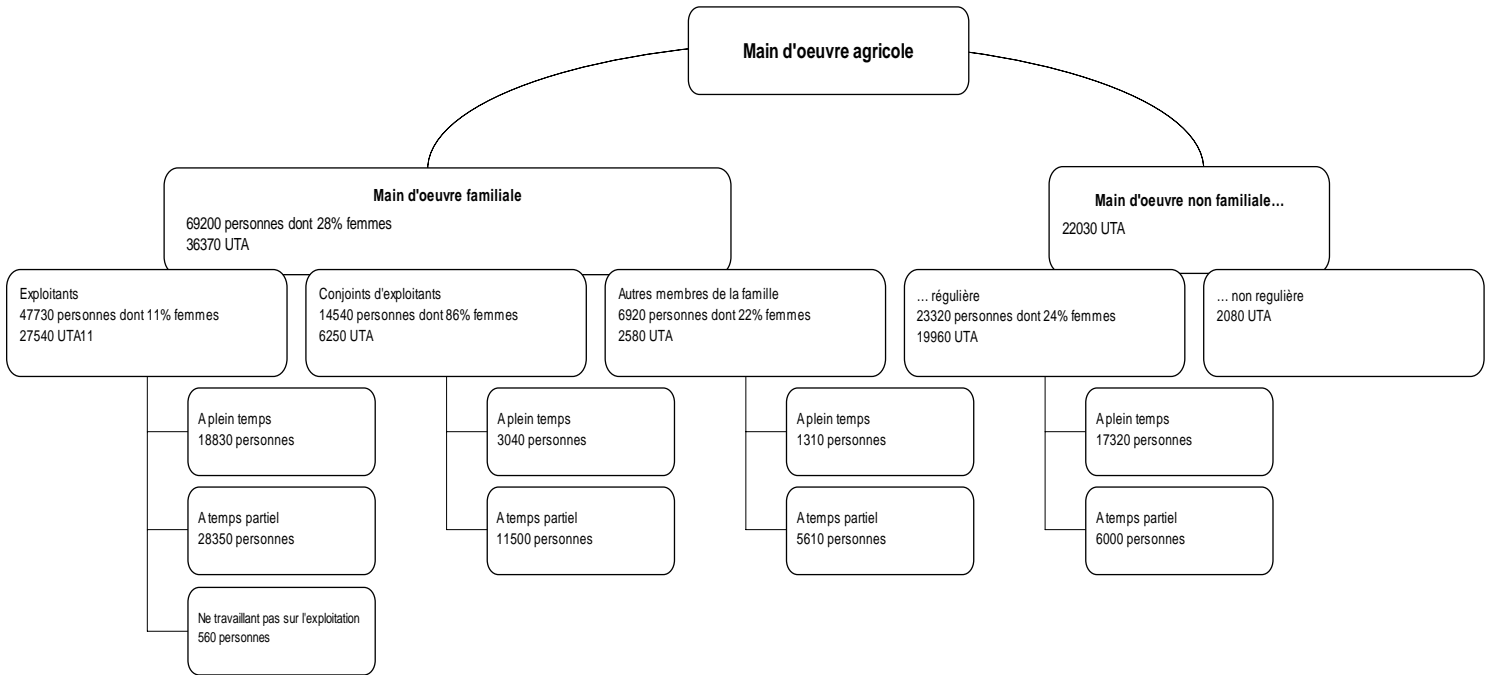 Main d'oeuvre agricole
Main d'oeuvre familiale
69200 personnes dont 28% femmes
36370 UTA
Main d'oeuvre non familiale...
22030 UTA
Exploitants
47730 personnes dont 11% femmes
27540 UTA11
Conjoints d'exploitants
14540 personnes dont 86% femmes
6250 UTA
Autres membres de la famille
6920 personnes dont 22% femmes
2580 UTA
... régulière
23320 personnes dont 24% femmes
19960 UTA
... non regulière
2080 UTA
A plein temps
18830 personnes
A temps partiel
28350 personnes
Ne travaillant pas sur l'exploitation
560 personnes
A plein temps
3040 personnes
A temps partiel
11500 personnes
A plein temps
1310 personnes
A temps partiel
5610 personnes
A plein temps
17320 personnes
A temps partiel
6000 personnes